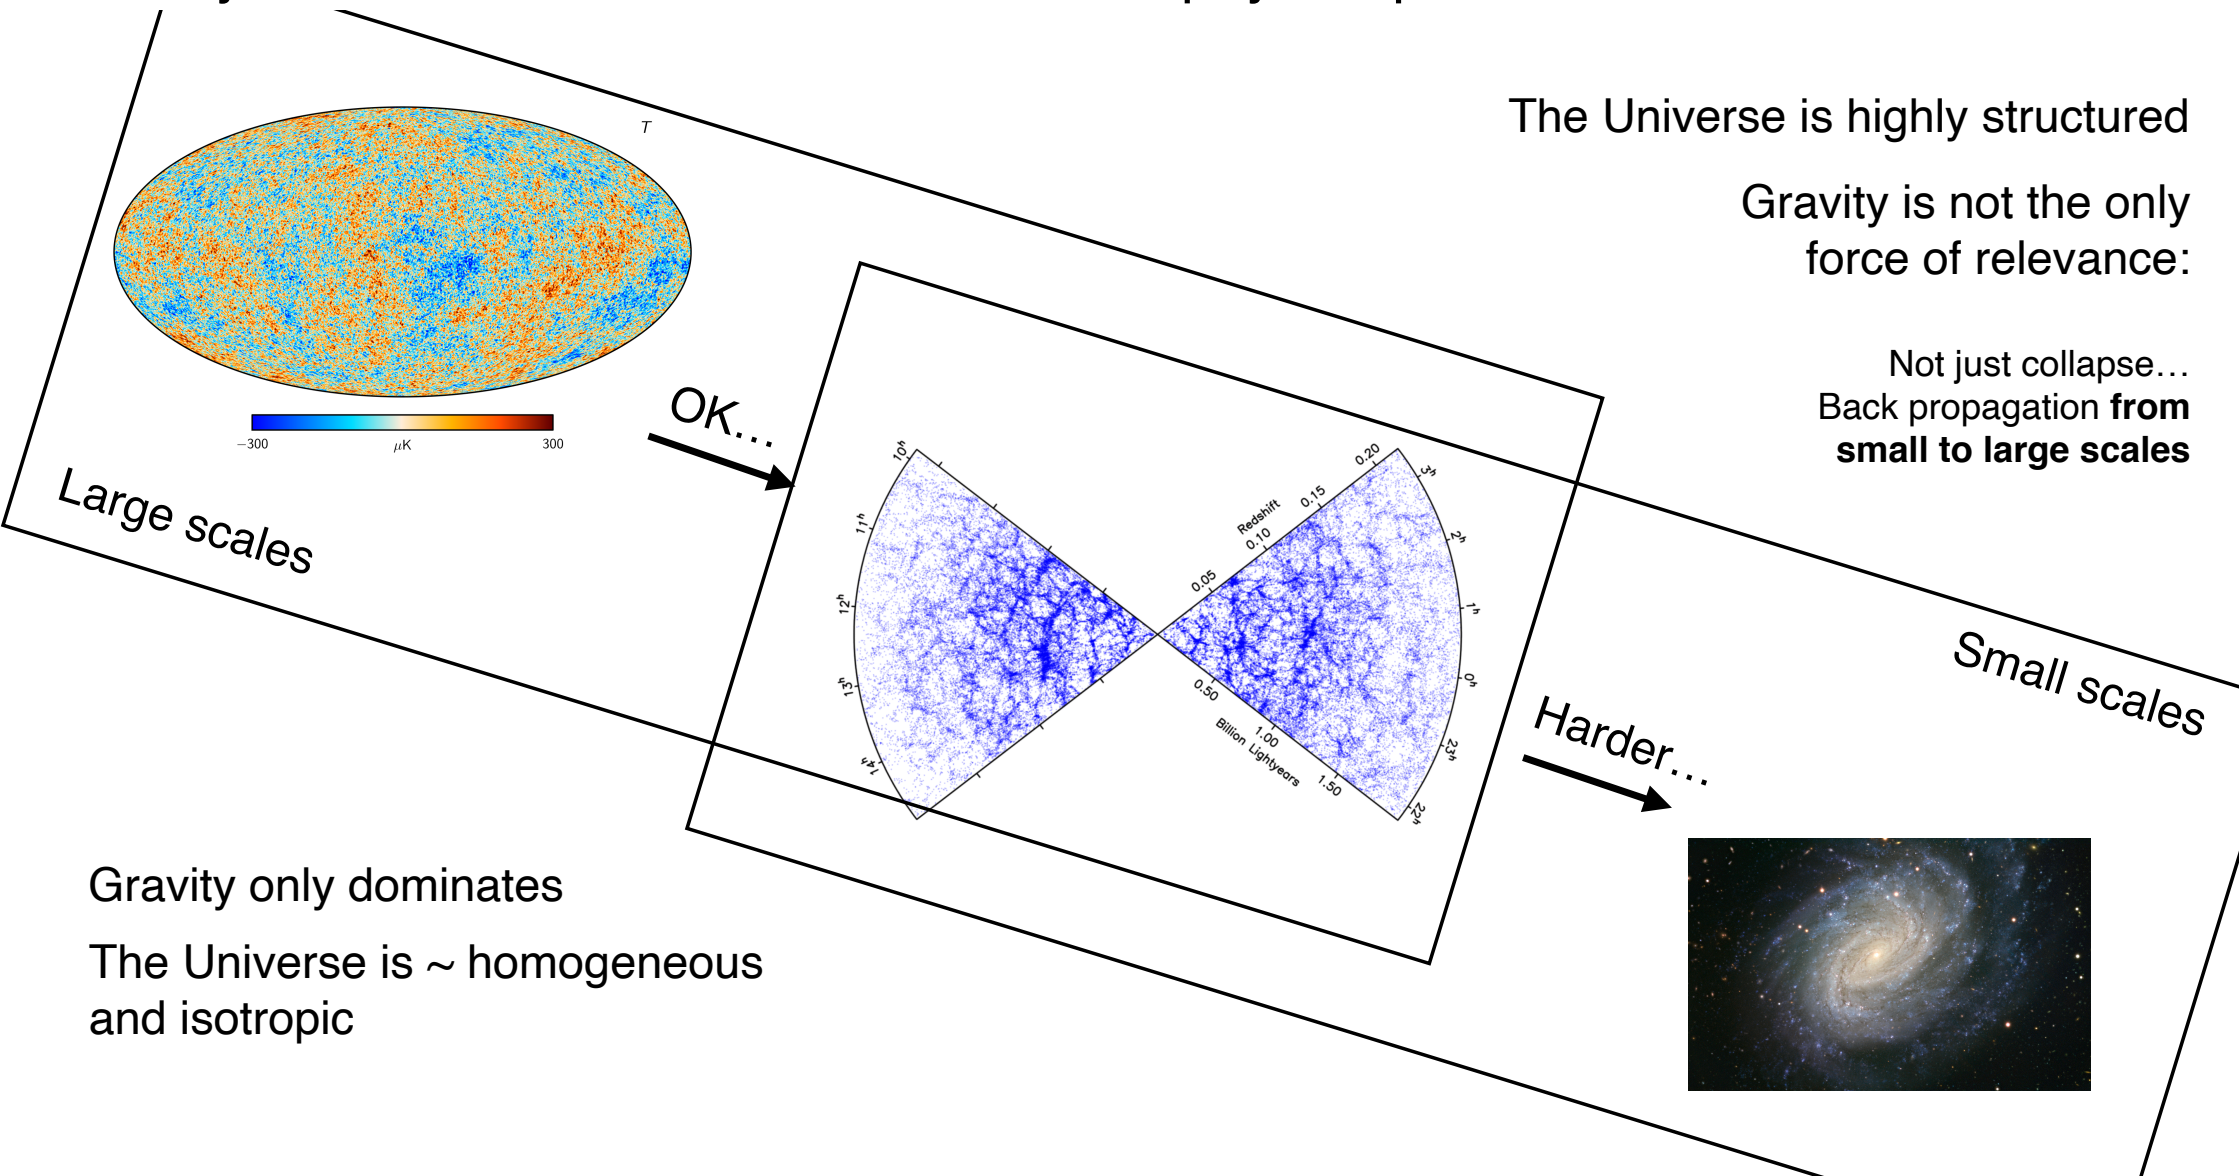 T
−300
μK
300
Large scales
OK…
The Universe is highly structured
Gravity is not the only
force of relevance:
Not just collapse…
Back propagation from
small to large scales
10h
11h
12h
13h
14h
Redshift
0.05
0.10
0.15
0.20
3h
2h
1h
0h
23h
22h
0.50
1.00
1.50
Billion Lightyears
Harder…
Small scales
Gravity only dominates
The Universe is ~ homogeneous
and isotropic